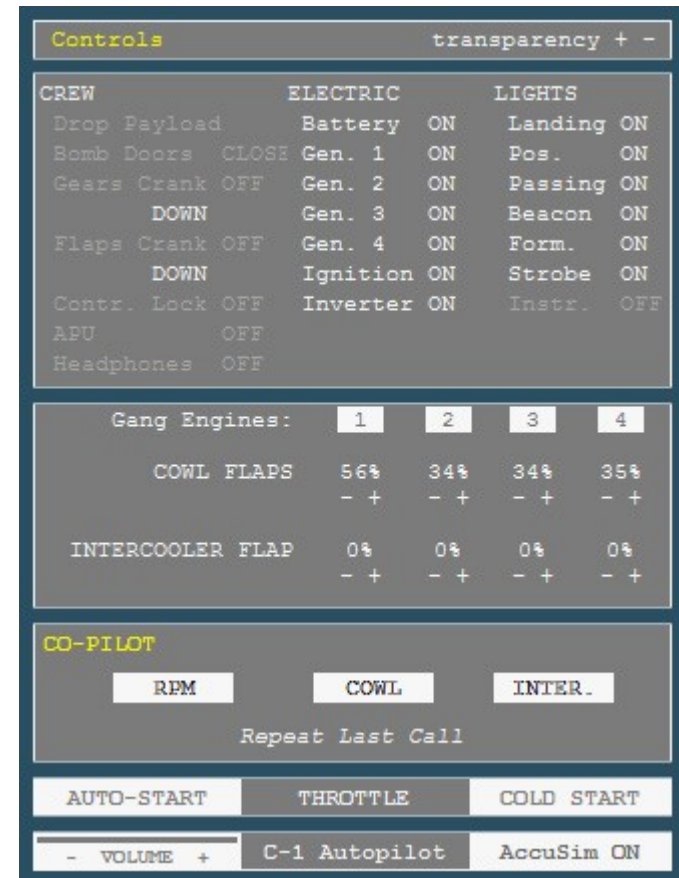 Controls transparency + -
CREW ELECTRIC LIGHTS
Drop Payload Battery ON Landing ON
Bomb Doors CLOSE Gen. 1 ON Pos. ON
Gears Crank OFF Gen. 2 ON Passing ON
DOWN Gen. 3 ON Beacon ON
Flaps Crank OFF Gen. 4 ON Form. ON
DOWN Ignition ON Strobe ON
Contr. Lock OFF Inverter ON Instr. OFF
APU OFF
Headphones OFF
Gang Engines: 1 2 3 4
COWL FLAPS 56% 34% 34% 35%
- + - + - + - +
INTERCOOLER FLAP 0% 0% 0% 0%
- + - + - + - +
CO-PILOT
RPM COWL INTER.
Repeat Last Call
AUTO-START THROTTLE COLD START
- VOLUME + C-1 Autopilot AccuSim ON